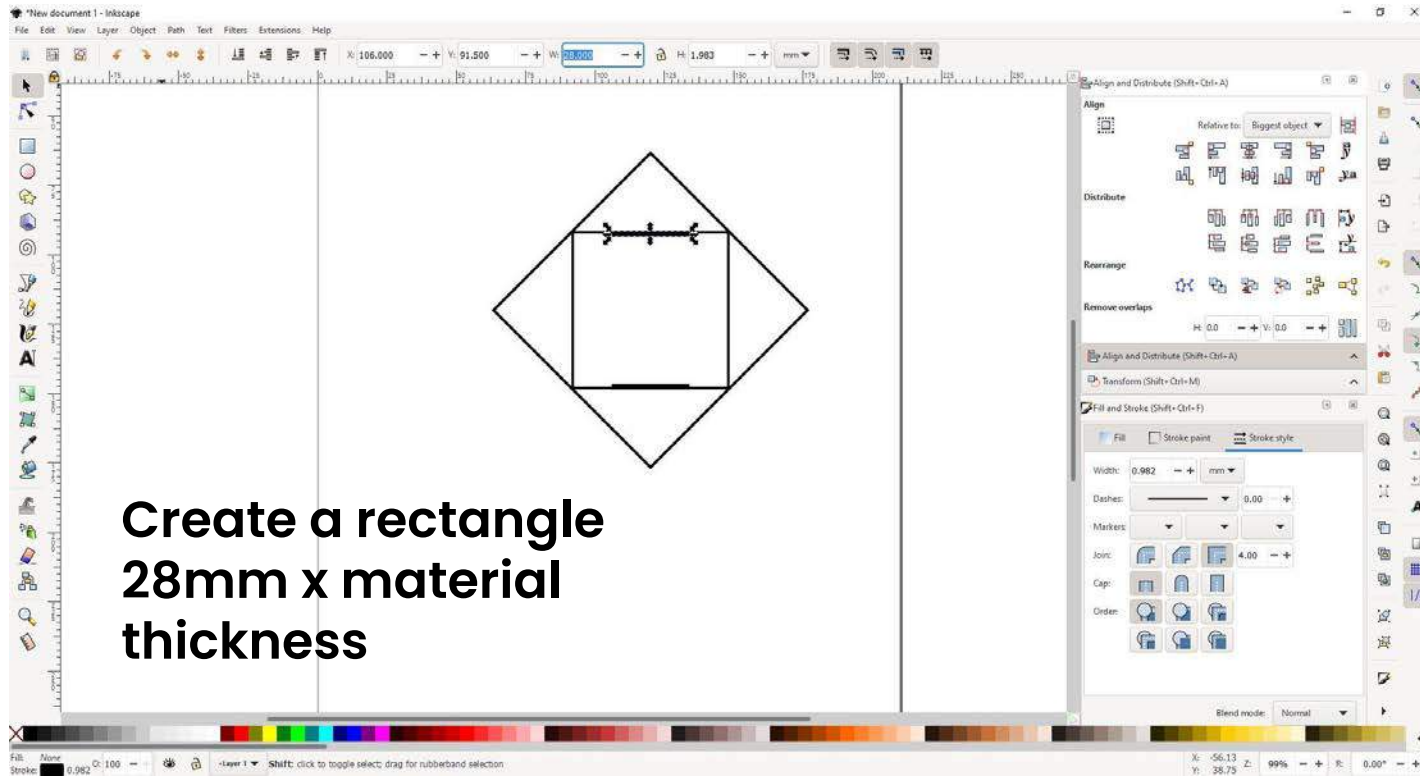 *New document 1 - Inkscape
File Edit View Layer Object Path Text Filters Extensions Help
X: 106.000 − + Y: 91.500 − + W: 28.000 − + H: 1.983 − + mm
Align and Distribute (Shift+Ctrl+A)
Align
Relative to: Biggest object
Distribute
Rearrange
Remove overlaps
H: 0.0 − + V: 0.0 − +
Align and Distribute (Shift+Ctrl+A)
Transform (Shift+Ctrl+M)
Fill and Stroke (Shift+Ctrl+F)
Fill Stroke paint Stroke style
Width: 0.982 − + mm
Dashes: 0.00 +
Markers:
Join: 4.00 − +
Cap:
Order:
Blend mode: Normal
Create a rectangle
28mm x material
thickness
Fill: None O: 100 − Layer 1 Shift: click to toggle select; drag for rubberband selection X: -56.13 Z: 99% − + R: 0.00° − +
Stroke: 0.982 Y: 38.75